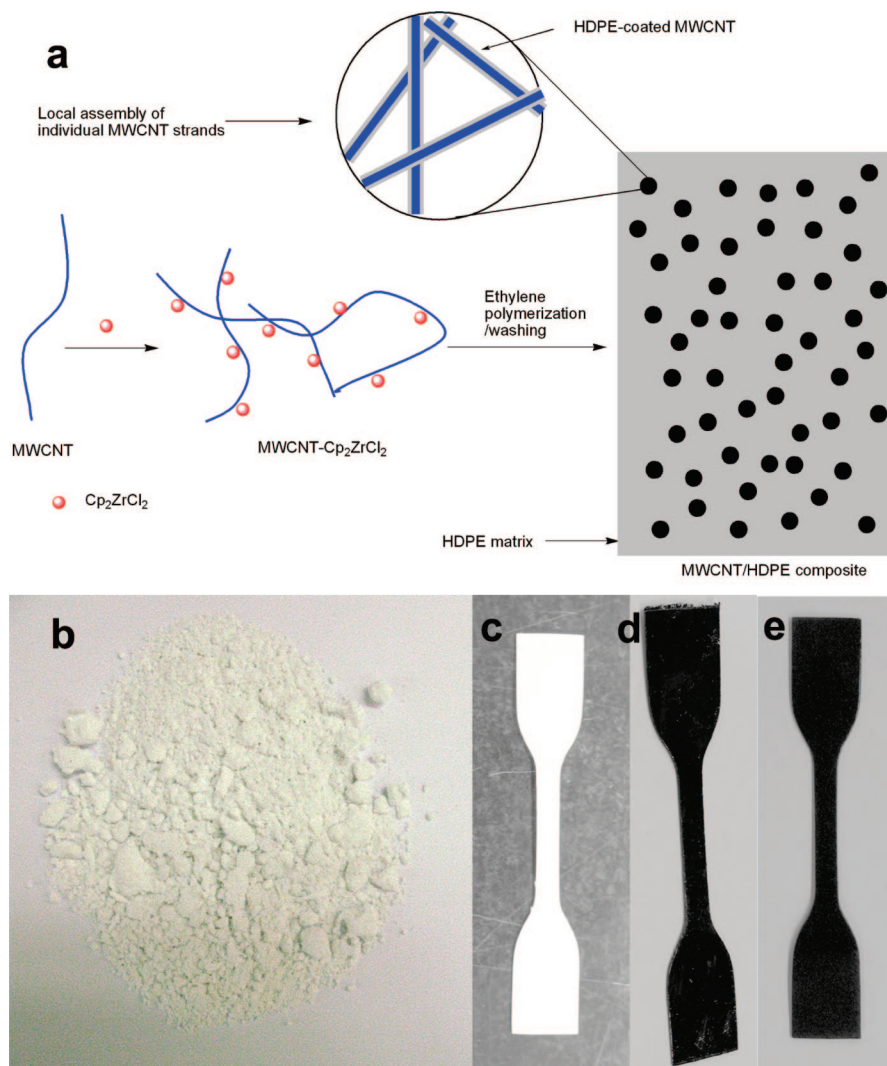 a
HDPE-coated MWCNT
Local assembly of
individual MWCNT strands
Ethylene
polymerization
/washing
MWCNT
MWCNT-Cp₂ZrCl₂
Cp₂ZrCl₂
HDPE matrix
MWCNT/HDPE composite
b
c
d
e